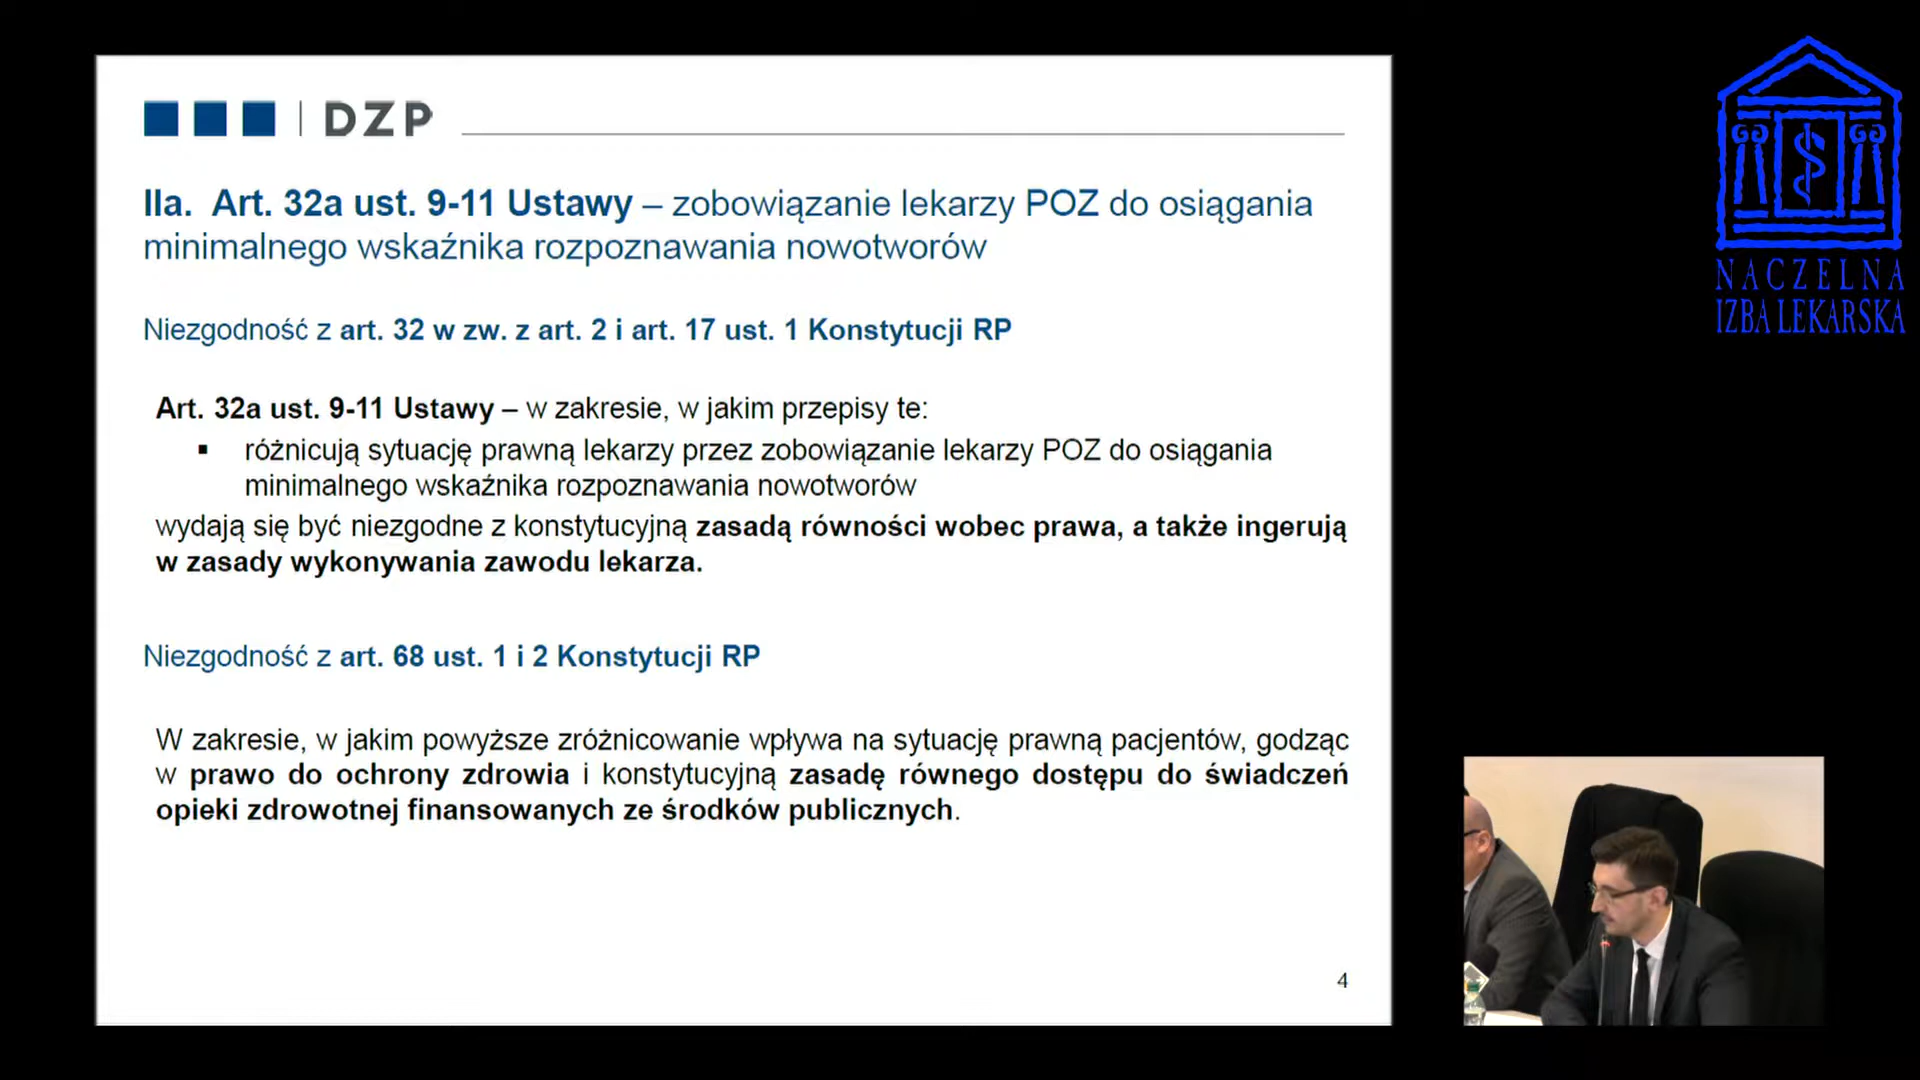 DZP
IIa. Art. 32a ust. 9-11 Ustawy – zobowiązanie lekarzy POZ do osiągania
minimalnego wskaźnika rozpoznawania nowotworów
Niezgodność z art. 32 w zw. z art. 2 i art. 17 ust. 1 Konstytucji RP
Art. 32a ust. 9-11 Ustawy – w zakresie, w jakim przepisy te:
▪ różnicują sytuację prawną lekarzy przez zobowiązanie lekarzy POZ do osiągania
minimalnego wskaźnika rozpoznawania nowotworów
wydają się być niezgodne z konstytucyjną zasadą równości wobec prawa, a także ingerują
w zasady wykonywania zawodu lekarza.
Niezgodność z art. 68 ust. 1 i 2 Konstytucji RP
W zakresie, w jakim powyższe zróżnicowanie wpływa na sytuację prawną pacjentów, godząc
w prawo do ochrony zdrowia i konstytucyjną zasadę równego dostępu do świadczeń
opieki zdrowotnej finansowanych ze środków publicznych.
4
NACZELNA
IZBA LEKARSKA